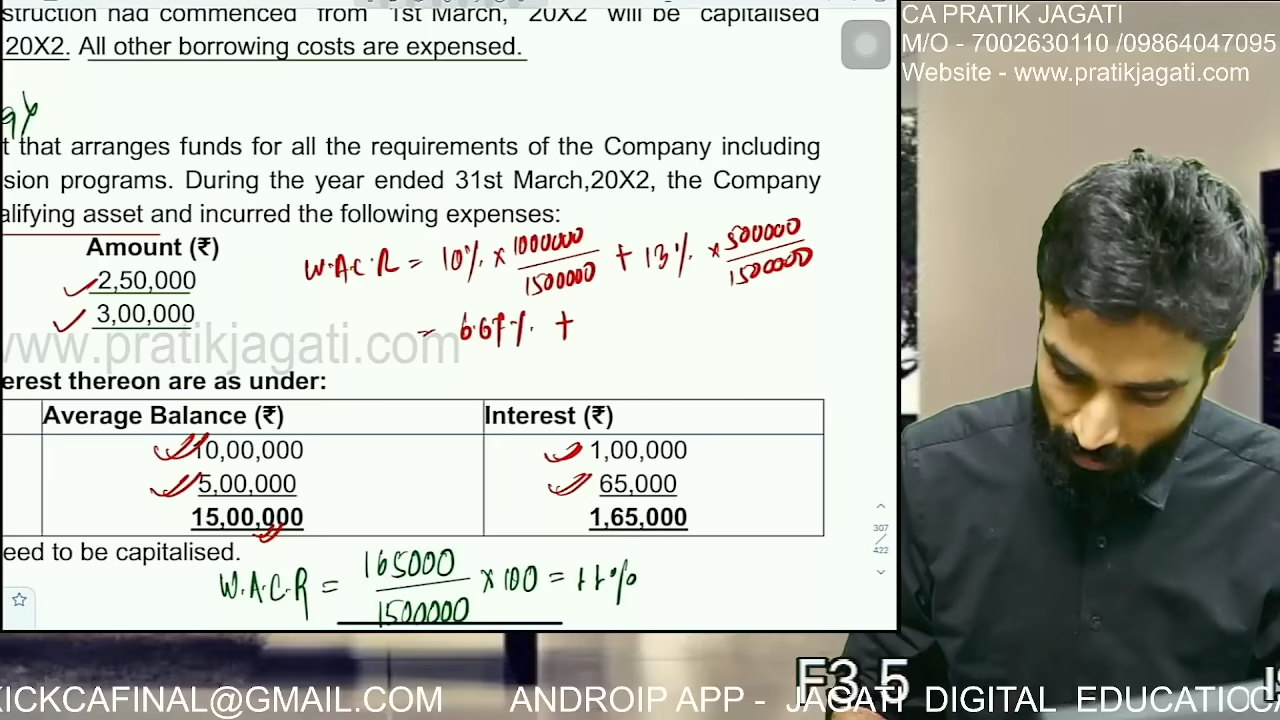 struction had commenced from 1st March, 20X2 will be capitalised
20X2. All other borrowing costs are expensed.
t that arranges funds for all the requirements of the Company including
sion programs. During the year ended 31st March,20X2, the Company
alifying asset and incurred the following expenses:
Amount (₹)
2,50,000
3,00,000
W.A.C.R = 10% × 1000000/1500000 + 13% × 500000/1500000
= 6.67% +
www.pratikjagati.com
erest thereon are as under:
Average Balance (₹) Interest (₹)
10,00,000 1,00,000
5,00,000 65,000
15,00,000 1,65,000
eed to be capitalised.
W.A.C.R = 165000/1500000 × 100 = 11%
307
422
CA PRATIK JAGATI
M/O - 7002630110 /09864047095
Website - www.pratikjagati.com
F3 5
KICKCAFINAL@GMAIL.COM ANDROIP APP - JAGATI DIGITAL EDUCATIO